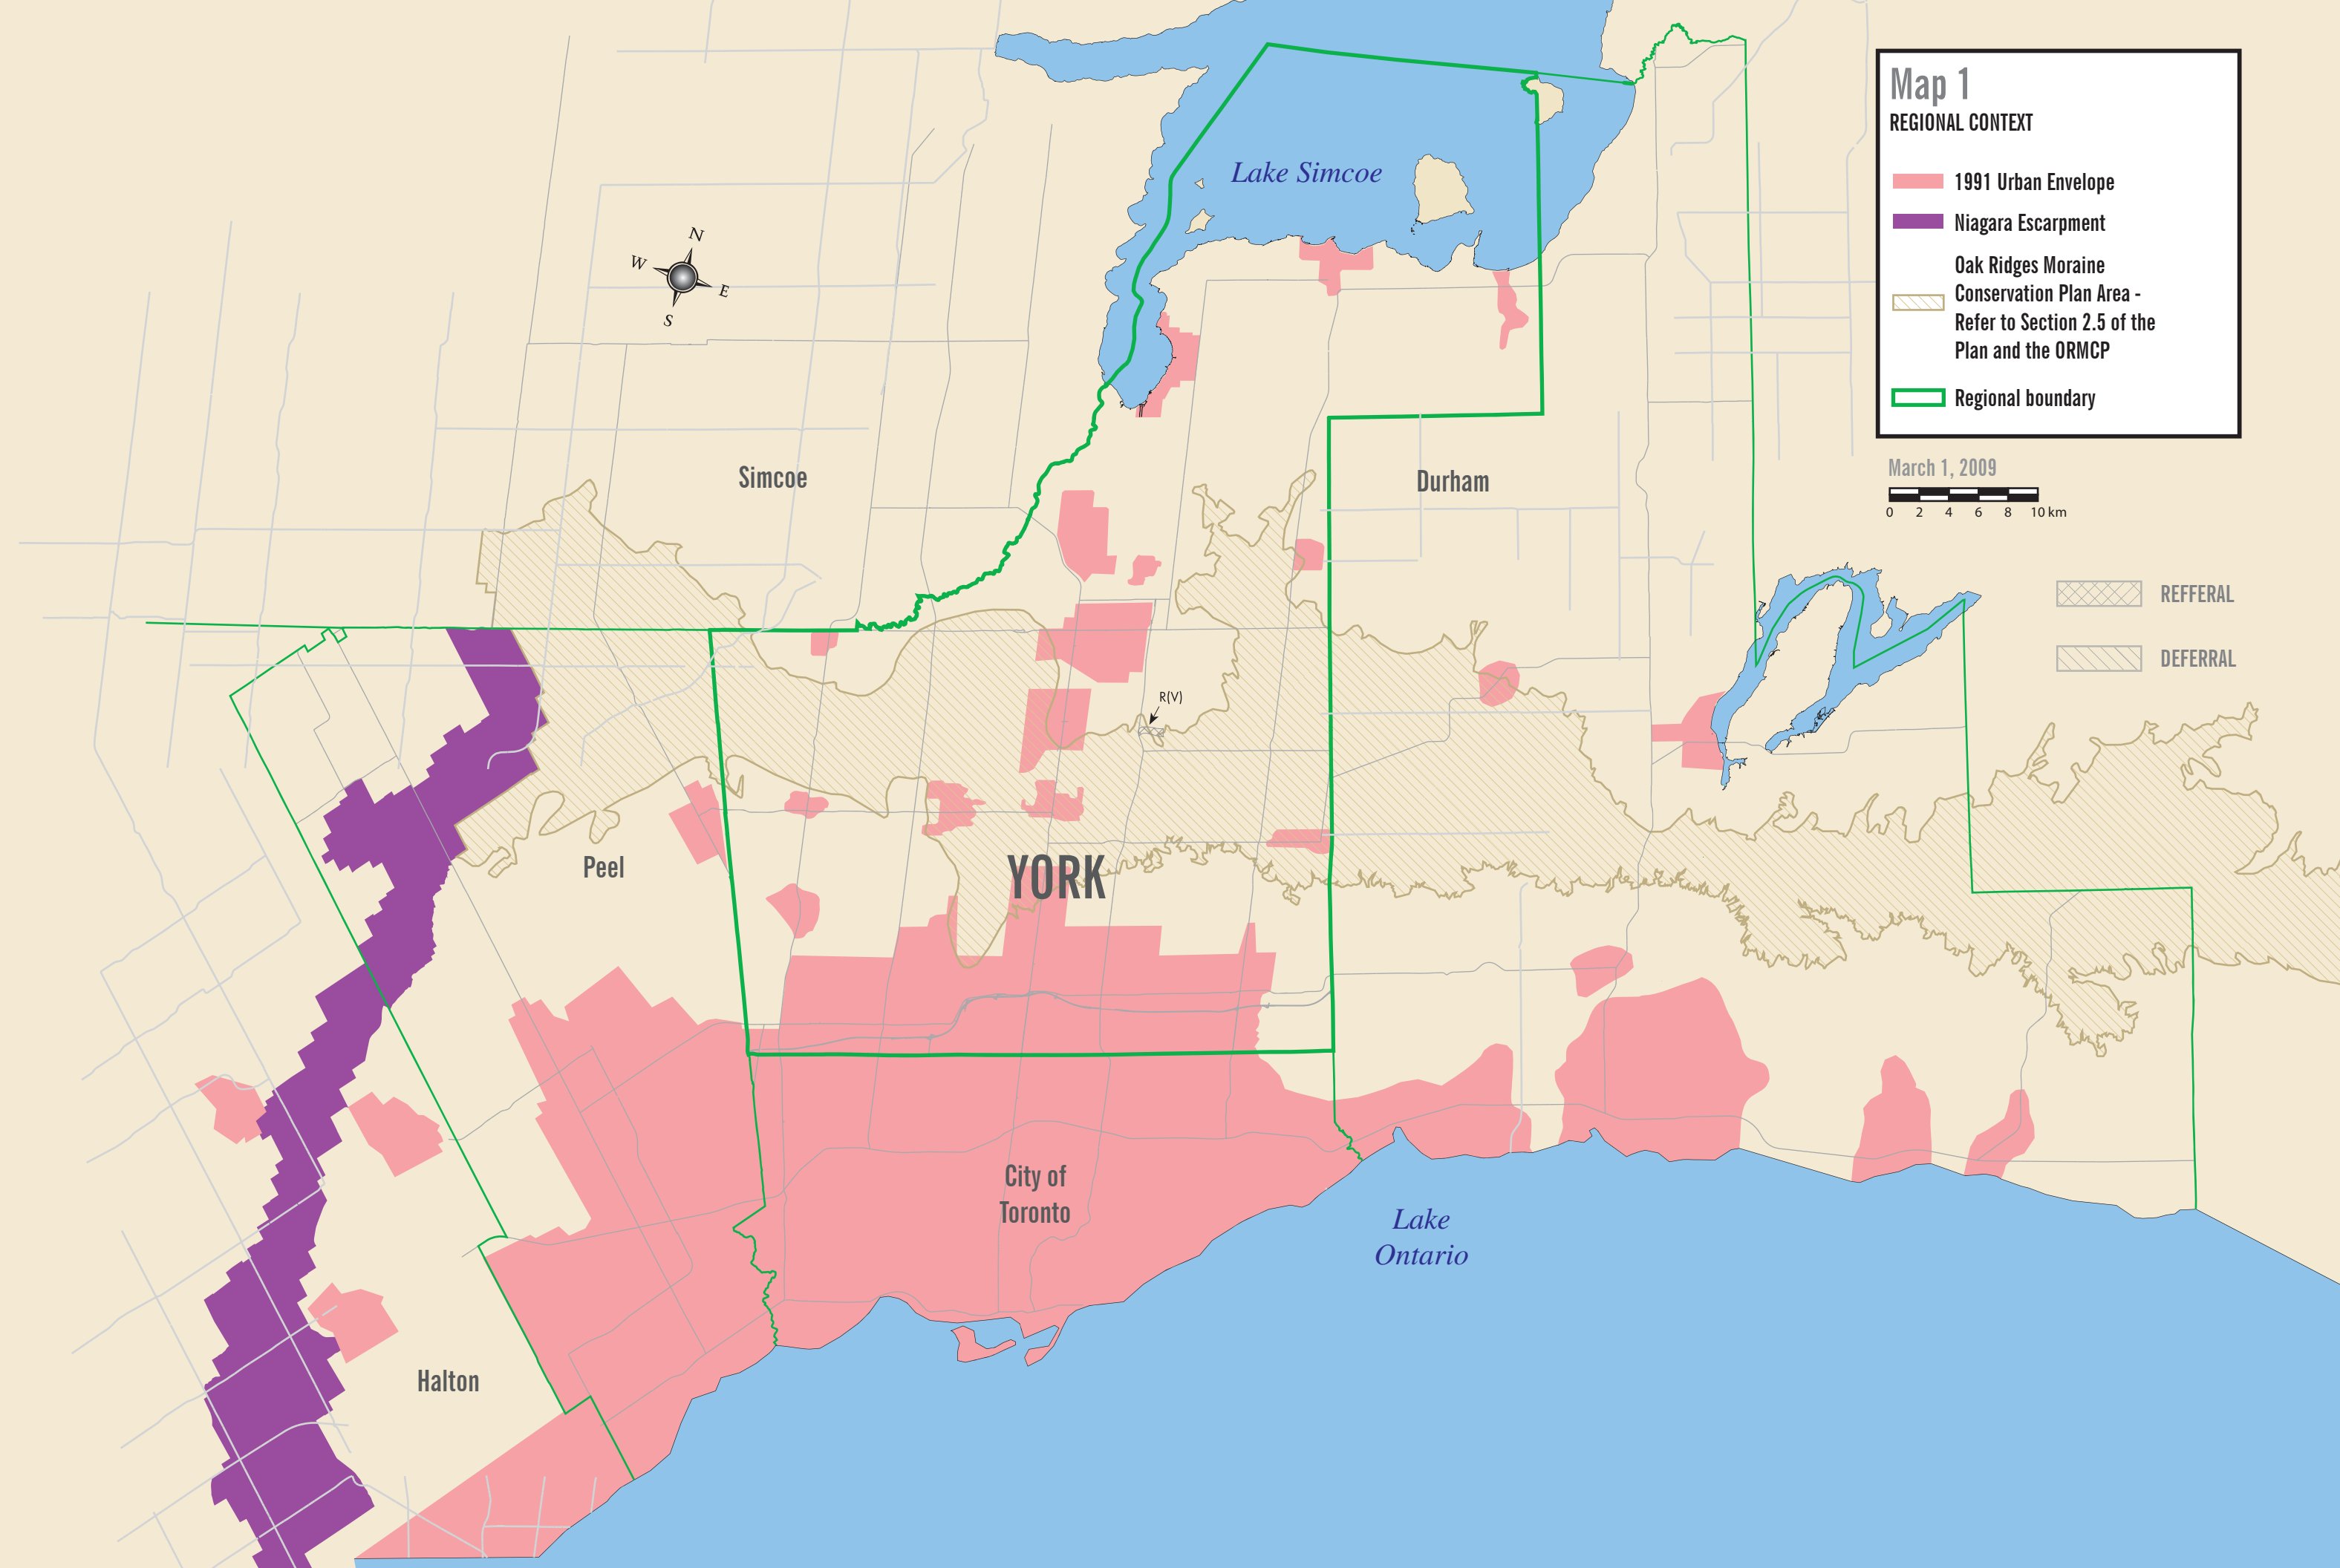 Map 1
REGIONAL CONTEXT
1991 Urban Envelope
Niagara Escarpment
Oak Ridges Moraine
Conservation Plan Area -
Refer to Section 2.5 of the
Plan and the ORMCP
Regional boundary
March 1, 2009
0 2 4 6 8 10 km
REFFERAL
DEFERRAL
N
W
E
S
Lake Simcoe
Simcoe
Durham
R(V)
Peel
YORK
City of
Toronto
Lake
Ontario
Halton